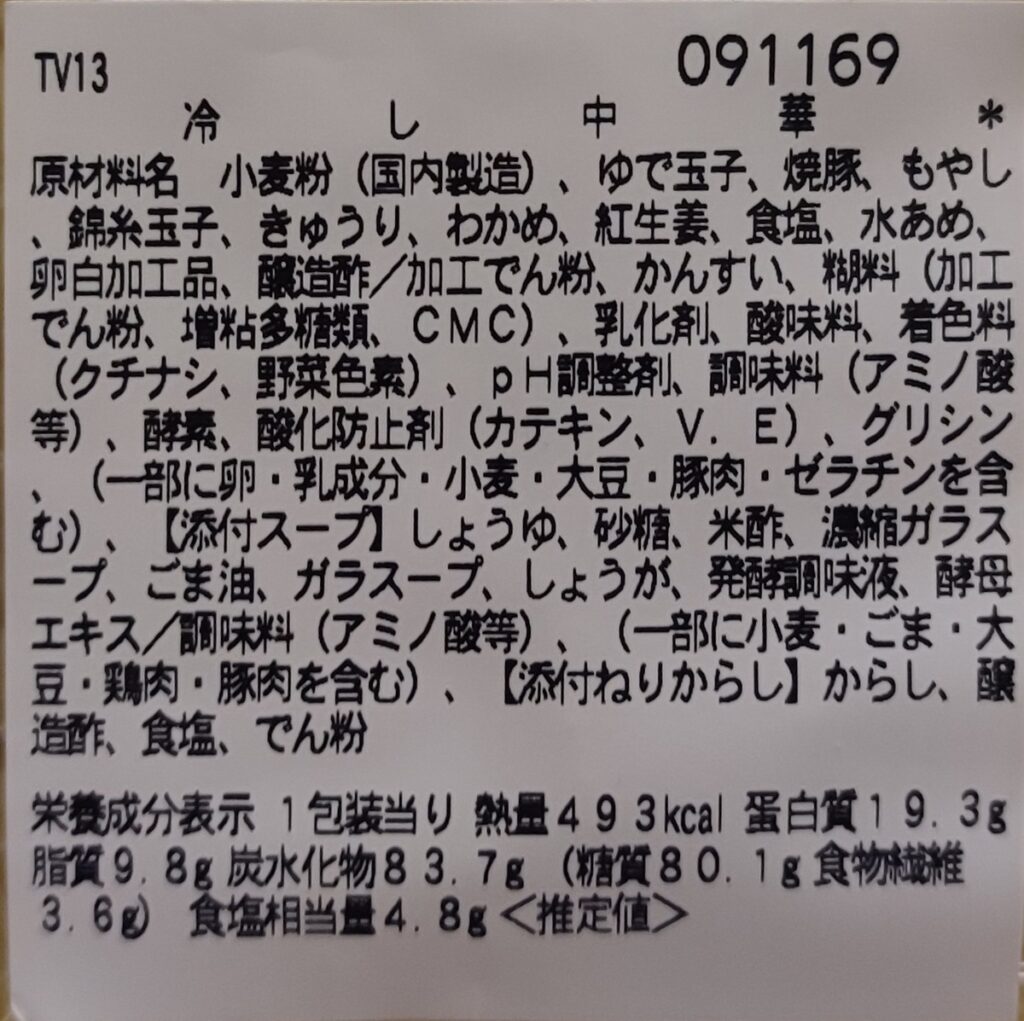 TV13 091169
冷し中華*
原材料名 小麦粉（国内製造）、ゆで玉子、焼豚、もやし
、錦糸玉子、きゅうり、わかめ、紅生姜、食塩、水あめ、
卵白加工品、醸造酢／加工でん粉、かんすい、糊料（加工
でん粉、増粘多糖類、ＣＭＣ）、乳化剤、酸味料、着色料
（クチナシ、野菜色素）、ｐＨ調整剤、調味料（アミノ酸
等）、酵素、酸化防止剤（カテキン、Ｖ．Ｅ）、グリシン
、（一部に卵・乳成分・小麦・大豆・豚肉・ゼラチンを含
む）、【添付スープ】しょうゆ、砂糖、米酢、濃縮ガラス
ープ、ごま油、ガラスープ、しょうが、発酵調味液、酵母
エキス／調味料（アミノ酸等）、（一部に小麦・ごま・大
豆・鶏肉・豚肉を含む）、【添付ねりからし】からし、醸
造酢、食塩、でん粉
栄養成分表示 １包装当り 熱量４９３kcal 蛋白質１９．３g
脂質９．８g 炭水化物８３．７g （糖質８０．１g 食物繊維
３．６g） 食塩相当量４．８g ＜推定値＞